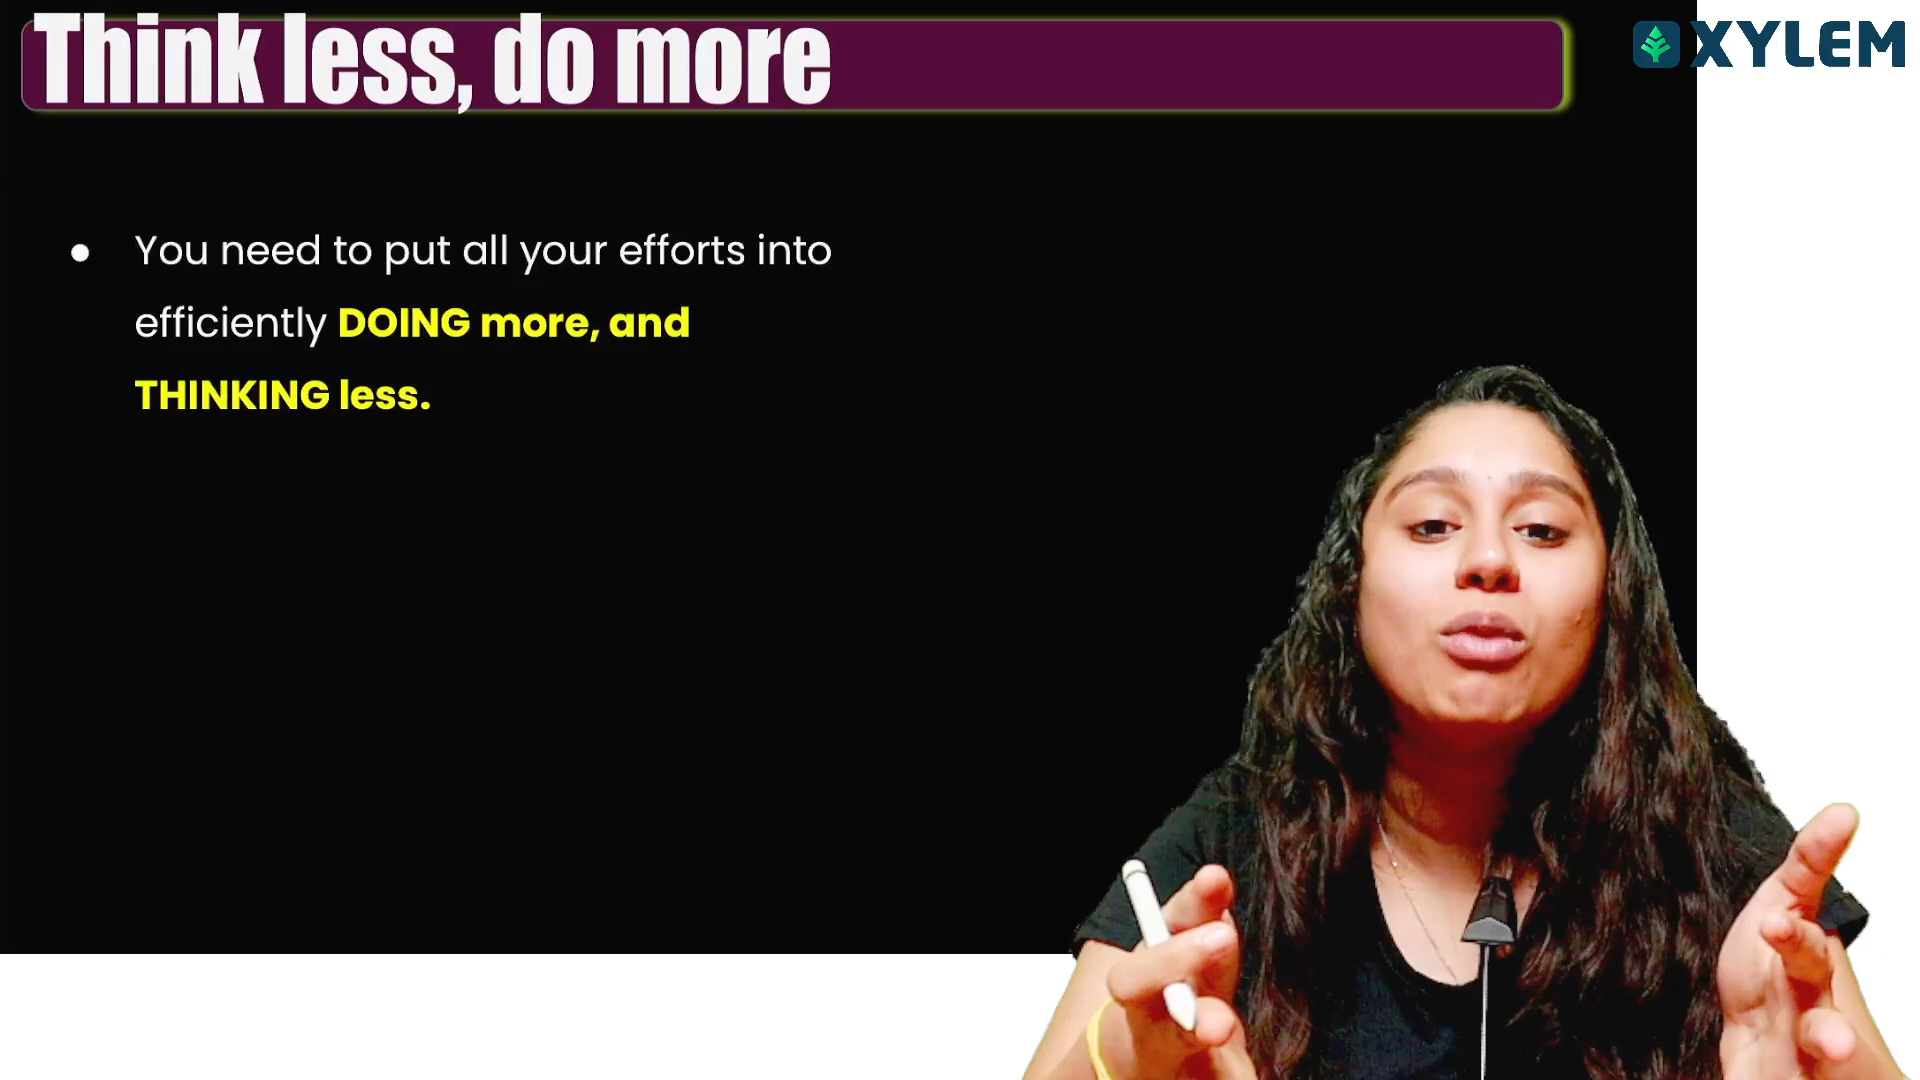 Think less, do more
XYLEM
● You need to put all your efforts into
efficiently DOING more, and
THINKING less.